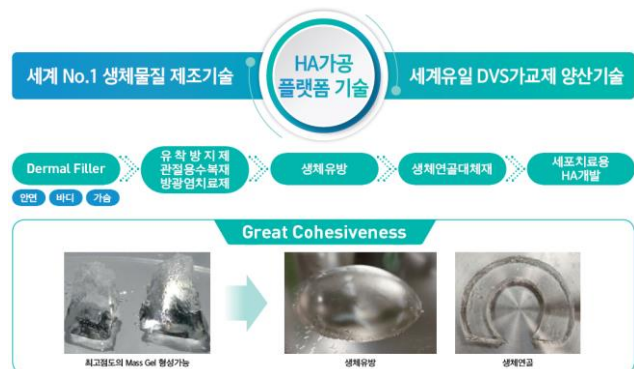 세계 No.1 생체물질 제조기술
HA가공
플랫폼 기술
세계유일 DVS가교제 양산기술
Dermal Filler
유착방지제
관절용수복재
방광염치료제
생체유방
생체연골대체재
세포치료용
HA개발
안면
바디
가슴
Great Cohesiveness
최고점도의 Mass Gel 형성가능
생체유방
생체연골